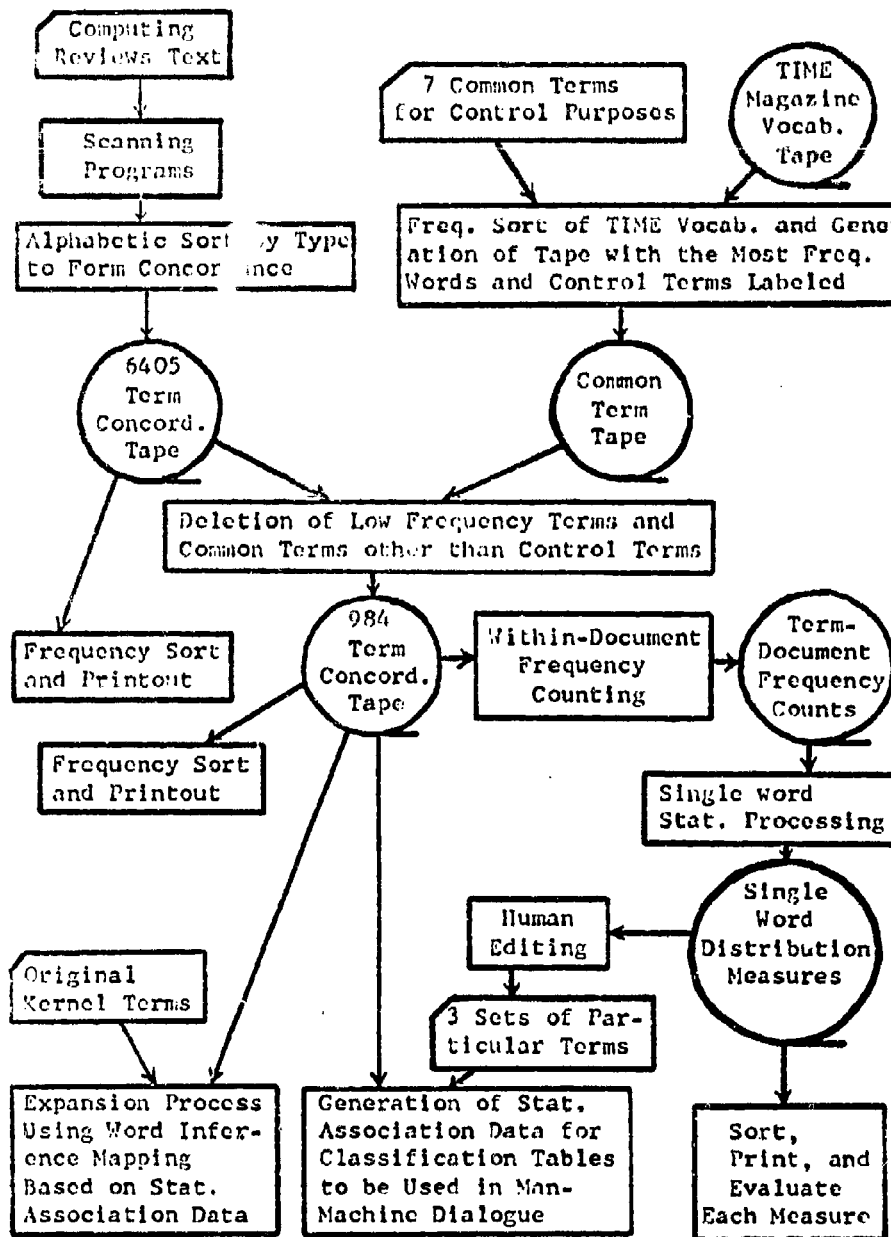 Computing
Reviews Text
7 Common Terms
for Control Purposes
TIME
Magazine
Vocab.
Tape
Scanning
Programs
Alphabetic Sort by Type
to Form Concordance
Freq. Sort of TIME Vocab. and Gener
ation of Tape with the Most Freq.
Words and Control Terms Labeled
6405
Term
Concord.
Tape
Common
Term
Tape
Deletion of Low Frequency Terms and
Common Terms other than Control Terms
Frequency Sort
and Printout
984
Term
Concord.
Tape
Within-Document
Frequency
Counting
Term-
Document
Frequency
Counts
Frequency Sort
and Printout
Single word
Stat. Processing
Single
Word
Distribution
Measures
Human
Editing
Original
Kernel Terms
3 Sets of Par-
ticular Terms
Expansion Process
Using Word Infer-
ence Mapping
Based on Stat.
Association Data
Generation of Stat.
Association Data for
Classification Tables
to be Used in Man-
Machine Dialogue
Sort,
Print, and
Evaluate
Each Measure